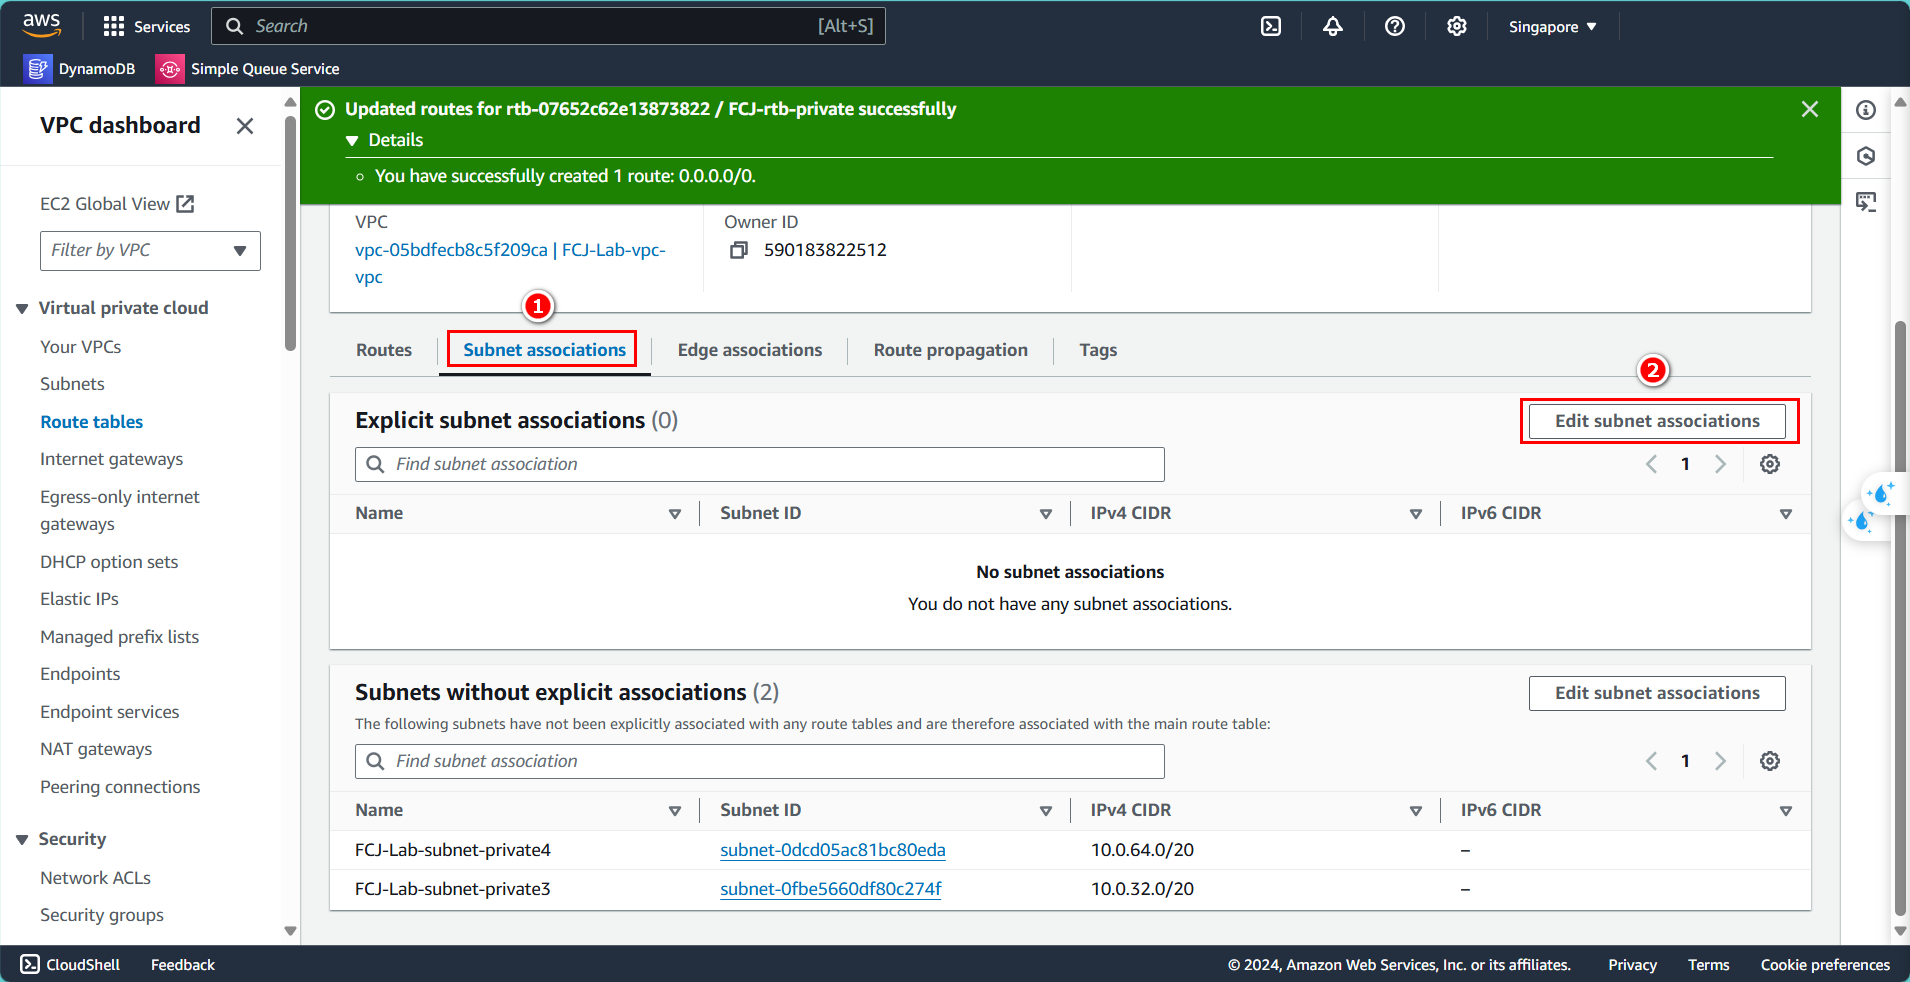 aws
Services
Search
[Alt+S]
Singapore
DynamoDB
Simple Queue Service
VPC dashboard
EC2 Global View
Filter by VPC
Virtual private cloud
Your VPCs
Subnets
Route tables
Internet gateways
Egress-only internet
gateways
DHCP option sets
Elastic IPs
Managed prefix lists
Endpoints
Endpoint services
NAT gateways
Peering connections
Security
Network ACLs
Security groups
Updated routes for rtb-07652c62e13873822 / FCJ-rtb-private successfully
Details
You have successfully created 1 route: 0.0.0.0/0.
VPC
vpc-05bdfecb8c5f209ca | FCJ-Lab-vpc-
vpc
Owner ID
590183822512
1
Routes
Subnet associations
Edge associations
Route propagation
Tags
2
Explicit subnet associations (0)
Edit subnet associations
Find subnet association
1
Name
Subnet ID
IPv4 CIDR
IPv6 CIDR
No subnet associations
You do not have any subnet associations.
Subnets without explicit associations (2)
Edit subnet associations
The following subnets have not been explicitly associated with any route tables and are therefore associated with the main route table:
Find subnet association
1
Name
Subnet ID
IPv4 CIDR
IPv6 CIDR
FCJ-Lab-subnet-private4
subnet-0dcd05ac81bc80eda
10.0.64.0/20
–
FCJ-Lab-subnet-private3
subnet-0fbe5660df80c274f
10.0.32.0/20
–
CloudShell
Feedback
© 2024, Amazon Web Services, Inc. or its affiliates.
Privacy
Terms
Cookie preferences